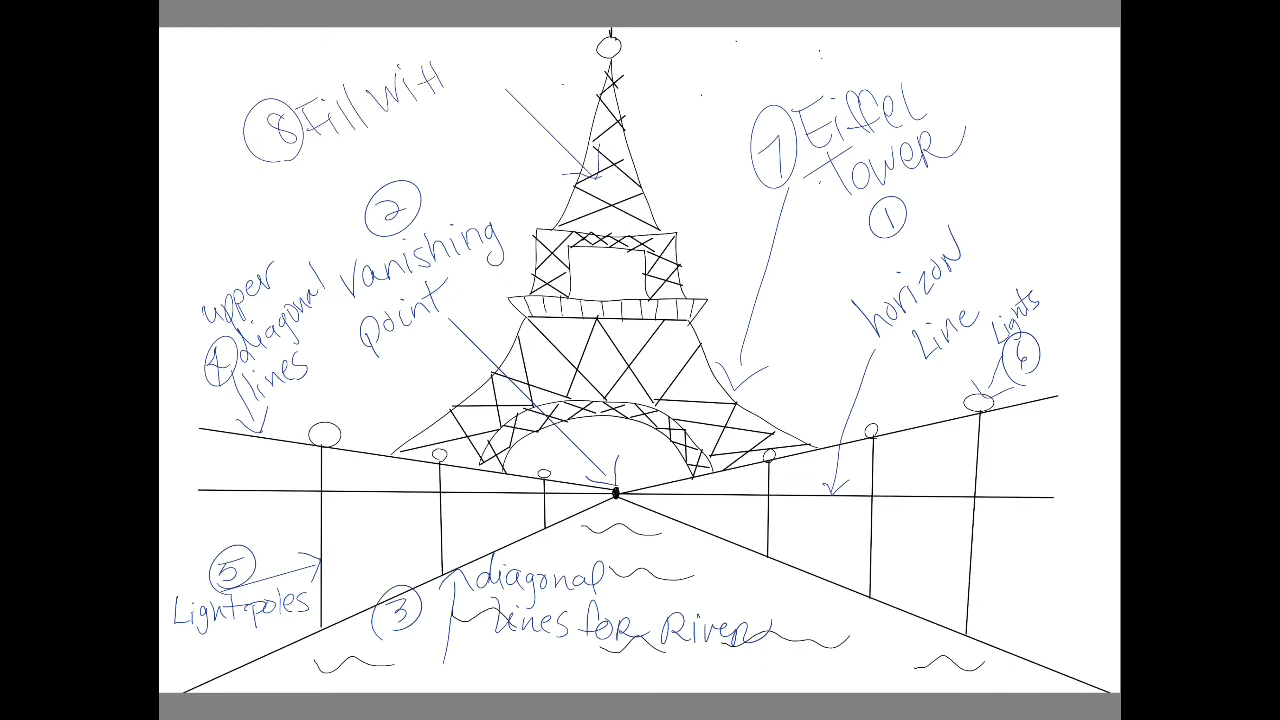 8 Fill With
7 Eiffel
Tower
2
vanishing
point
1
horizon
Line
upper
4 diagonal
lines
Lights
6
5
Light poles
3 diagonal
lines for River